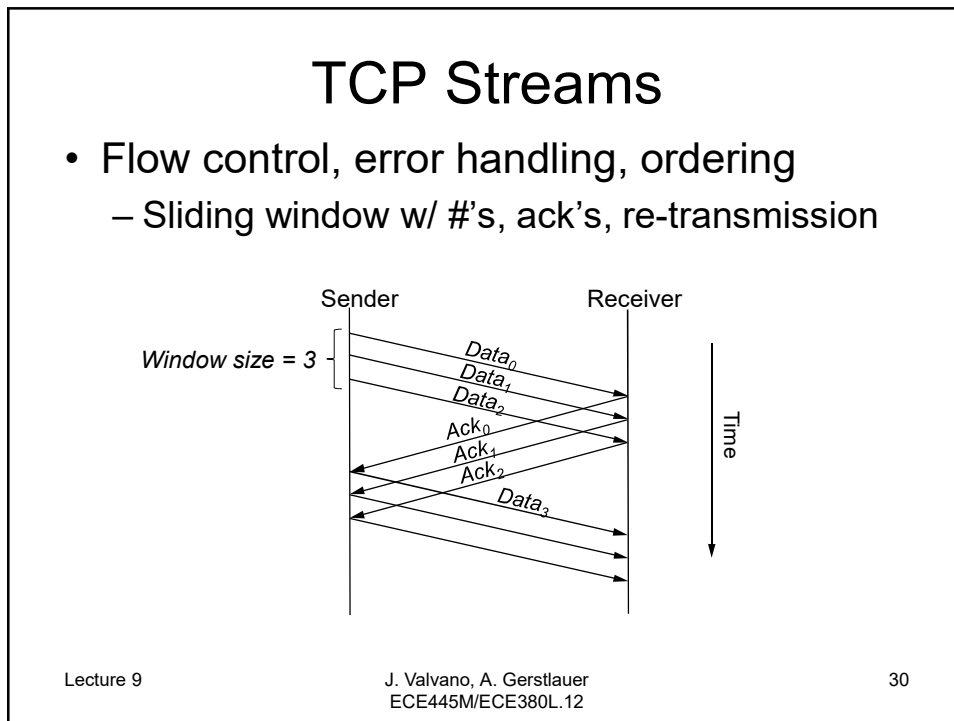 TCP Streams
• Flow control, error handling, ordering
– Sliding window w/ #'s, ack's, re-transmission
Sender
Receiver
Window size = 3
Data₀
Data₁
Data₂
Ack₀
Ack₁
Ack₂
Data₃
Time
Lecture 9
J. Valvano, A. Gerstlauer
ECE445M/ECE380L.12
30